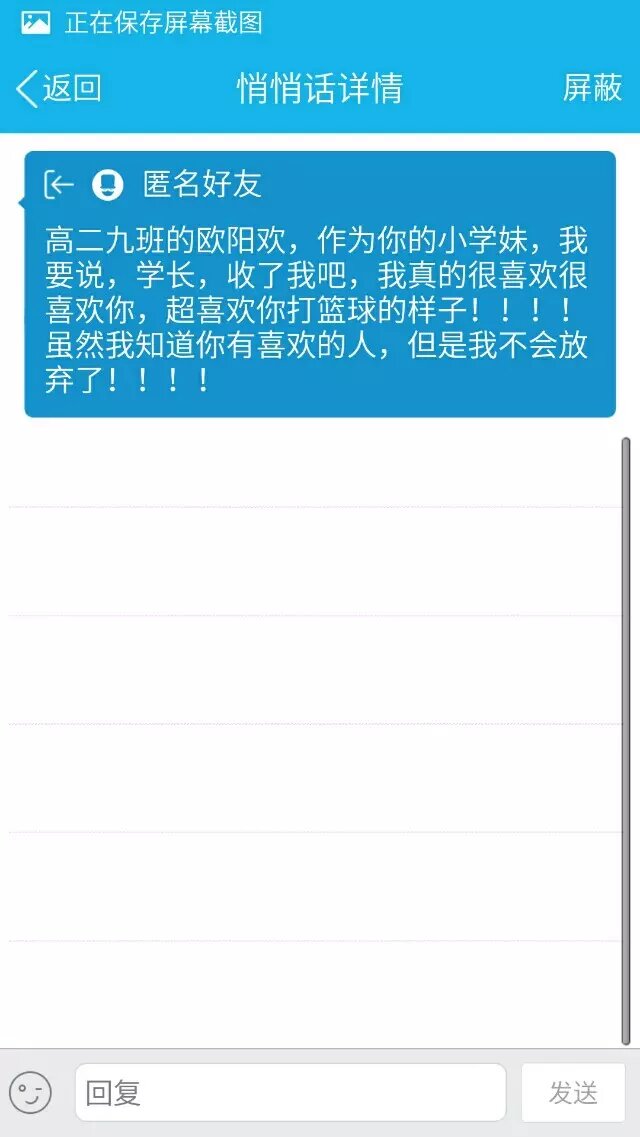 正在保存屏幕截图
返回 悄悄话详情 屏蔽
匿名好友
高二九班的欧阳欢，作为你的小学妹，我
要说，学长，收了我吧，我真的很喜欢很
喜欢你，超喜欢你打篮球的样子！！！！
虽然我知道你有喜欢的人，但是我不会放
弃了！！！！
回复 发送